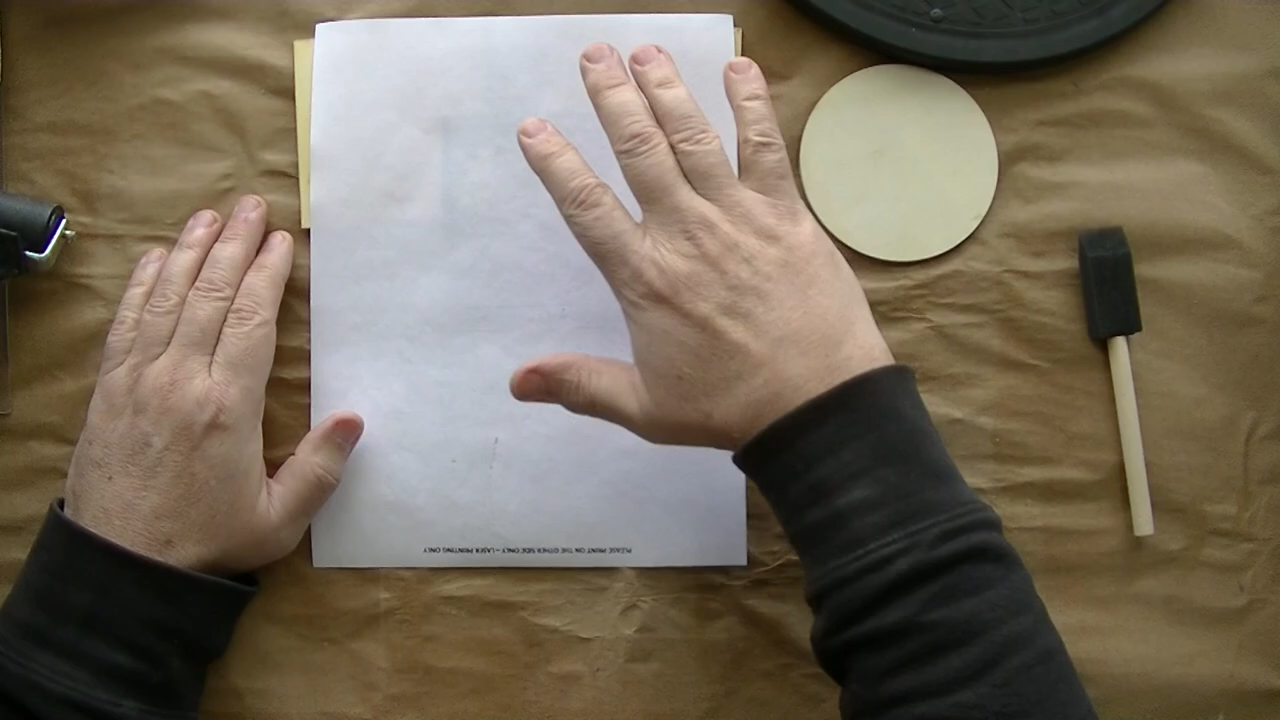 PLEASE PRINT ON THE OTHER SIDE ONLY – LASER PRINTING ONLY